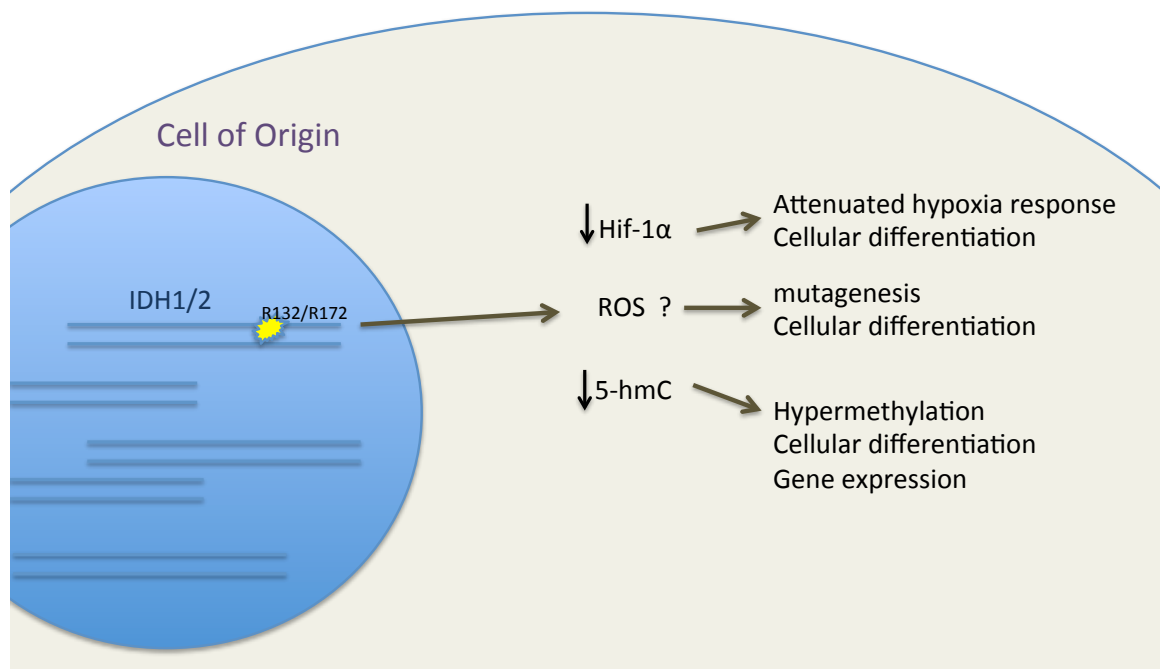 Cell of Origin
IDH1/2
R132/R172
Hif-1α
Attenuated hypoxia response
Cellular differentiation
ROS ?
mutagenesis
Cellular differentiation
5-hmC
Hypermethylation
Cellular differentiation
Gene expression